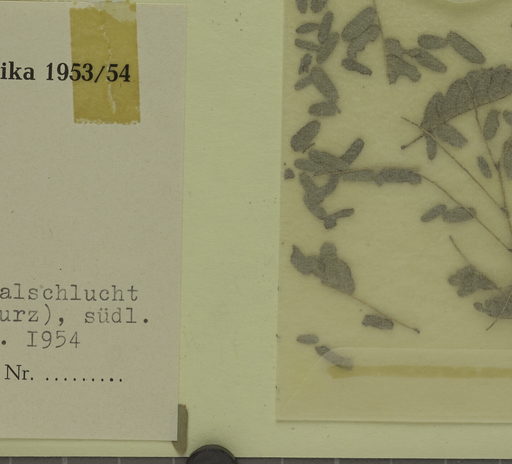 ika 1953/54
alschlucht
urz), südl.
. I954
Nr. .........